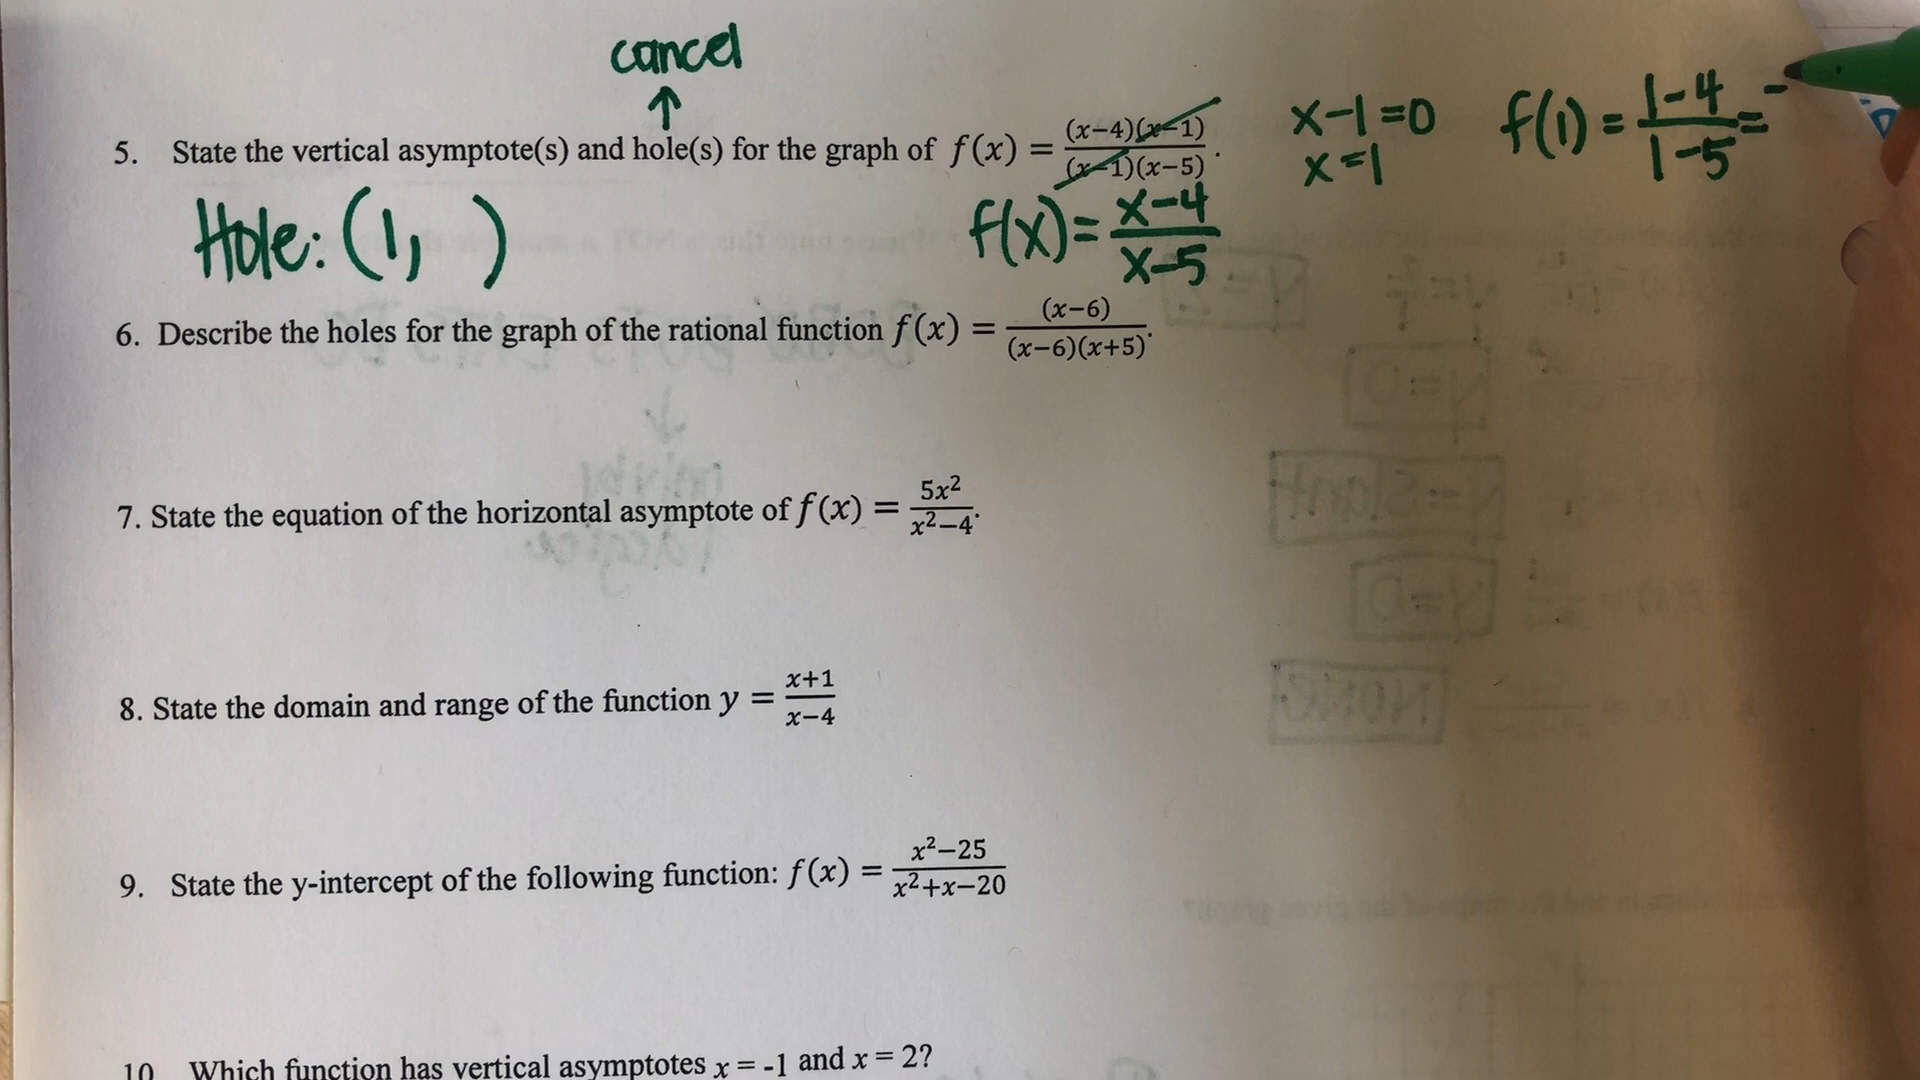 cancel
↑
5. State the vertical asymptote(s) and hole(s) for the graph of f(x) = (x−4)(x−1)/(x−1)(x−5).
x-1=0
x=1
f(1) = 1-4/1-5 = -
Hole: (1, )
f(x) = x-4/x-5
6. Describe the holes for the graph of the rational function f(x) = (x−6)/(x−6)(x+5).
7. State the equation of the horizontal asymptote of f(x) = 5x²/x²−4.
8. State the domain and range of the function y = x+1/x−4
9. State the y-intercept of the following function: f(x) = x²−25/x²+x−20
10 Which function has vertical asymptotes x = -1 and x = 2?